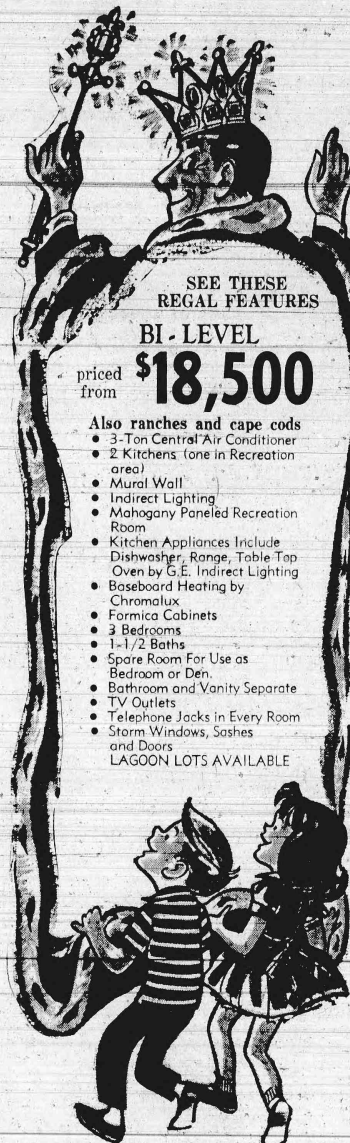 SEE THESE
REGAL FEATURES
BI-LEVEL
priced from $18,500
Also ranches and cape cods
• 3-Ton Central Air Conditioner
• 2 Kitchens (one in Recreation
area)
• Mural Wall
• Indirect Lighting
• Mahogany Paneled Recreation
Room
• Kitchen Appliances Include
Dishwasher, Range, Table Top
Oven by G.E. Indirect Lighting
• Baseboard Heating by
Chromalux
• Formica Cabinets
• 3 Bedrooms
• 1-1/2 Baths
• Spare Room For Use as
Bedroom or Den.
• Bathroom and Vanity Separate
• TV Outlets
• Telephone Jacks in Every Room
• Storm Windows, Sashes
and Doors
LAGOON LOTS AVAILABLE